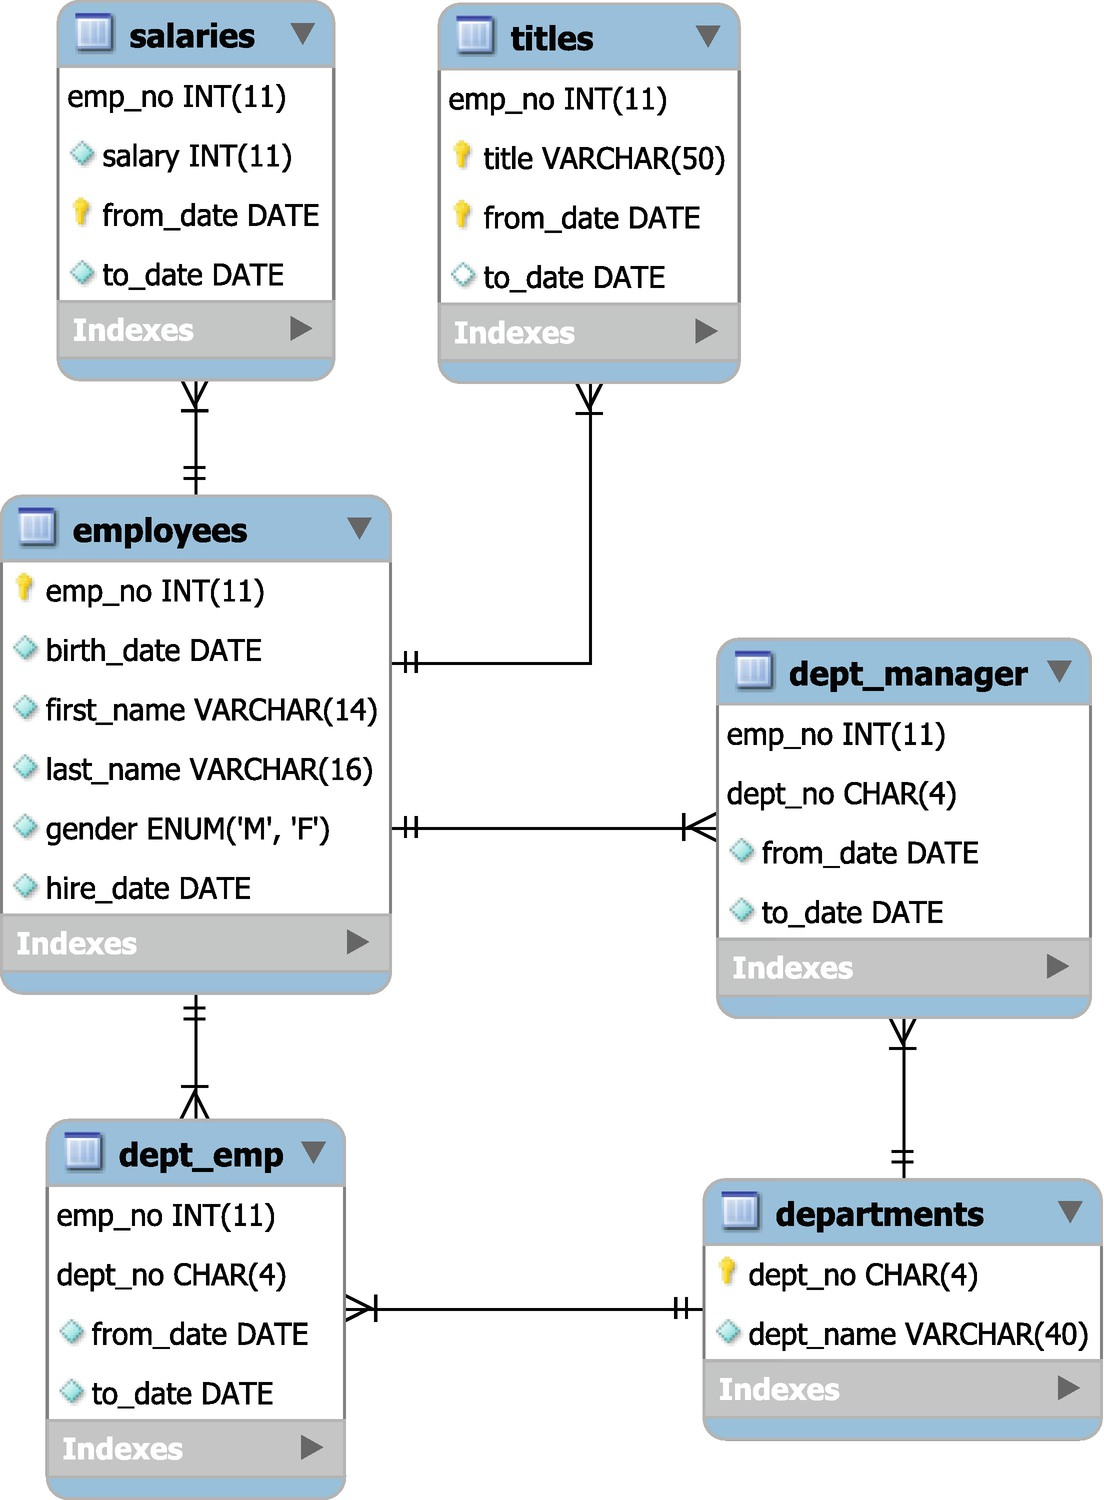 salaries
emp_no INT(11)
salary INT(11)
from_date DATE
to_date DATE
Indexes
titles
emp_no INT(11)
title VARCHAR(50)
from_date DATE
to_date DATE
Indexes
employees
emp_no INT(11)
birth_date DATE
first_name VARCHAR(14)
last_name VARCHAR(16)
gender ENUM('M', 'F')
hire_date DATE
Indexes
dept_manager
emp_no INT(11)
dept_no CHAR(4)
from_date DATE
to_date DATE
Indexes
dept_emp
emp_no INT(11)
dept_no CHAR(4)
from_date DATE
to_date DATE
Indexes
departments
dept_no CHAR(4)
dept_name VARCHAR(40)
Indexes